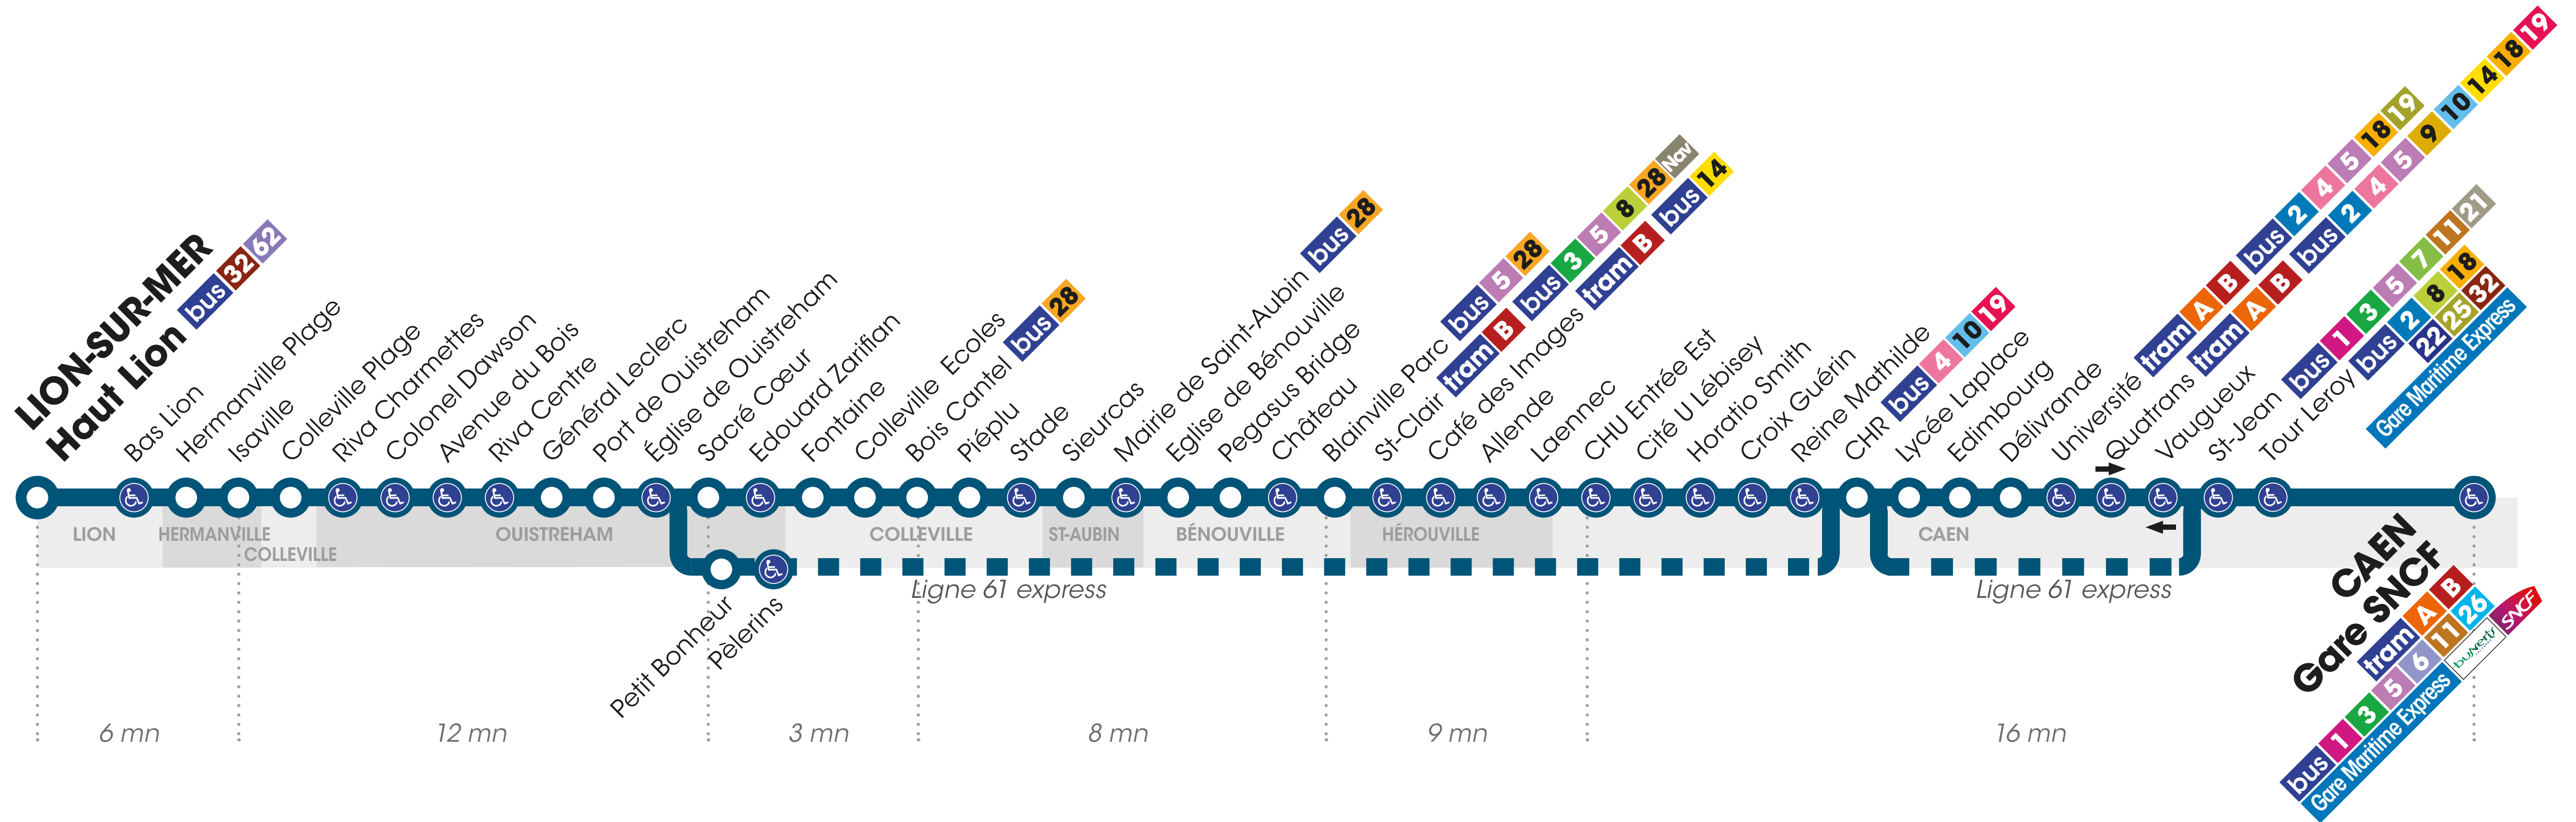 LION-SUR-MER
Haut Lion bus 32 62
Bas Lion
Hermanville Plage
Isaville
Colleville Plage
Riva Charmettes
Colonel Dawson
Avenue du Bois
Riva Centre
Général Leclerc
Port de Ouistreham
Église de Ouistreham
Sacré Cœur
Edouard Zarifian
Fontaine
Colleville Ecoles
Bois Cantel bus 28
Piéplu
Stade
Sieurcas
Mairie de Saint-Aubin bus 28
Eglise de Bénouville
Pegasus Bridge
Château
Blainville Parc bus 5 28
St-Clair tram B bus 3 5 8 28 Nav
Café des Images tram B bus 14
Allende
Laennec
CHU Entrée Est
Cité U Lébisey
Horatio Smith
Croix Guérin
Reine Mathilde
CHR bus 4 10 19
Lycée Laplace
Edimbourg
Délivrande
Université tram A B bus 2 4 5 18 19
Quatrans tram A B bus 2 4 5 9 10 14 18 19
Vaugueux
St-Jean bus 1 3 5 7 11 21
Tour Leroy bus 2 8 18
22 25 32
Gare Maritime Express
LION
HERMANVILLE
COLLEVILLE
OUISTREHAM
COLLEVILLE
ST-AUBIN
BÉNOUVILLE
HÉROUVILLE
CAEN
Petit Bonheur
Pèlerins
Ligne 61 express
Ligne 61 express
CAEN
Gare SNCF
tram A B
bus 1 3 5 6 11 26
Gare Maritime Express
buverts
SNCF
6 mn
12 mn
3 mn
8 mn
9 mn
16 mn